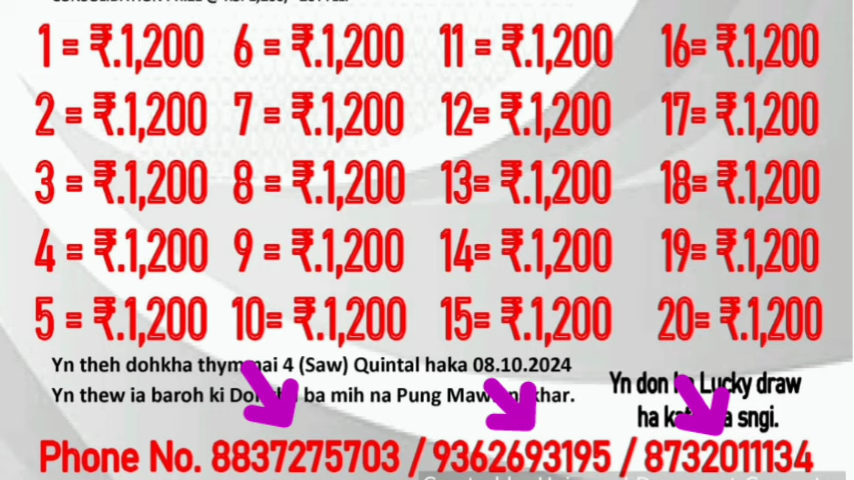 1 = ₹.1,200 6 = ₹.1,200 11 = ₹.1,200 16= ₹.1,200
2 = ₹.1,200 7 = ₹.1,200 12= ₹.1,200 17= ₹.1,200
3 = ₹.1,200 8 = ₹.1,200 13= ₹.1,200 18= ₹.1,200
4 = ₹.1,200 9 = ₹.1,200 14= ₹.1,200 19= ₹.1,200
5 = ₹.1,200 10= ₹.1,200 15= ₹.1,200 20= ₹.1,200
Yn theh dohkha 4 (Saw) Quintal haka 08.10.2024
Yn thew ia baroh ki ba mih na Pung
Yn don Lucky draw
ha sngi.
Phone No. 8837275703 / 9362693195 / 8732011134